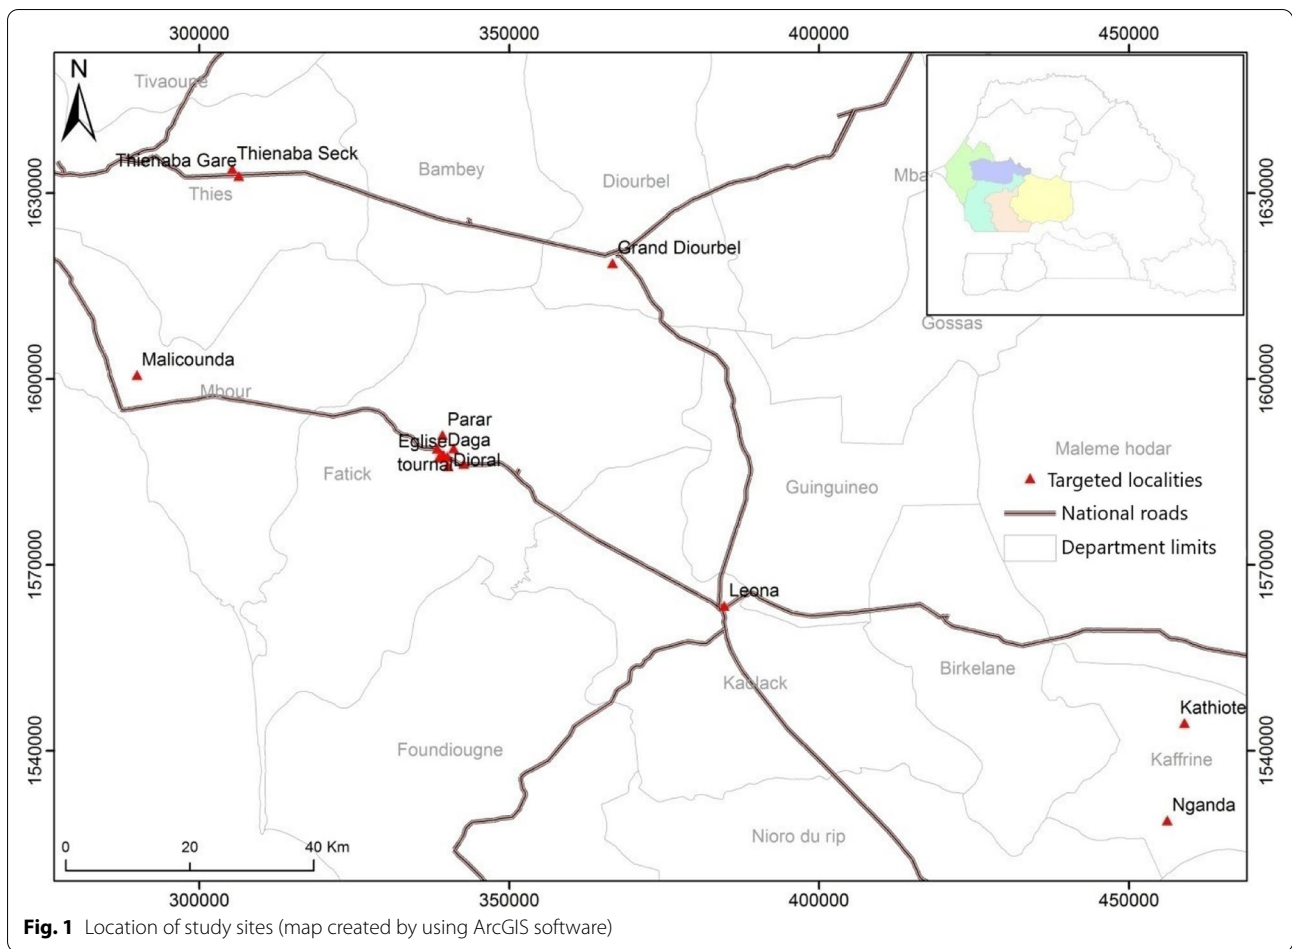 300000 350000 400000 450000
N
Tivaoune
Thienaba Gare Thienaba Seck
Thies
Bambey
Diourbel
Mba
1630000 1630000
Grand Diourbel
Gossas
Malicounda
Mbour
1600000 1600000
Parar
Eglise Daga
tournal Dioral
Fatick
Guinguineo
Maleme hodar
Targeted localities
National roads
Department limits
1570000 1570000
Leona
Birkelane
Kaolack
Kathiote
Foundiougne
Kaffrine
1540000 1540000
Nganda
Nioro du rip
0 20 40 Km
300000 350000 400000 450000
Fig. 1 Location of study sites (map created by using ArcGIS software)